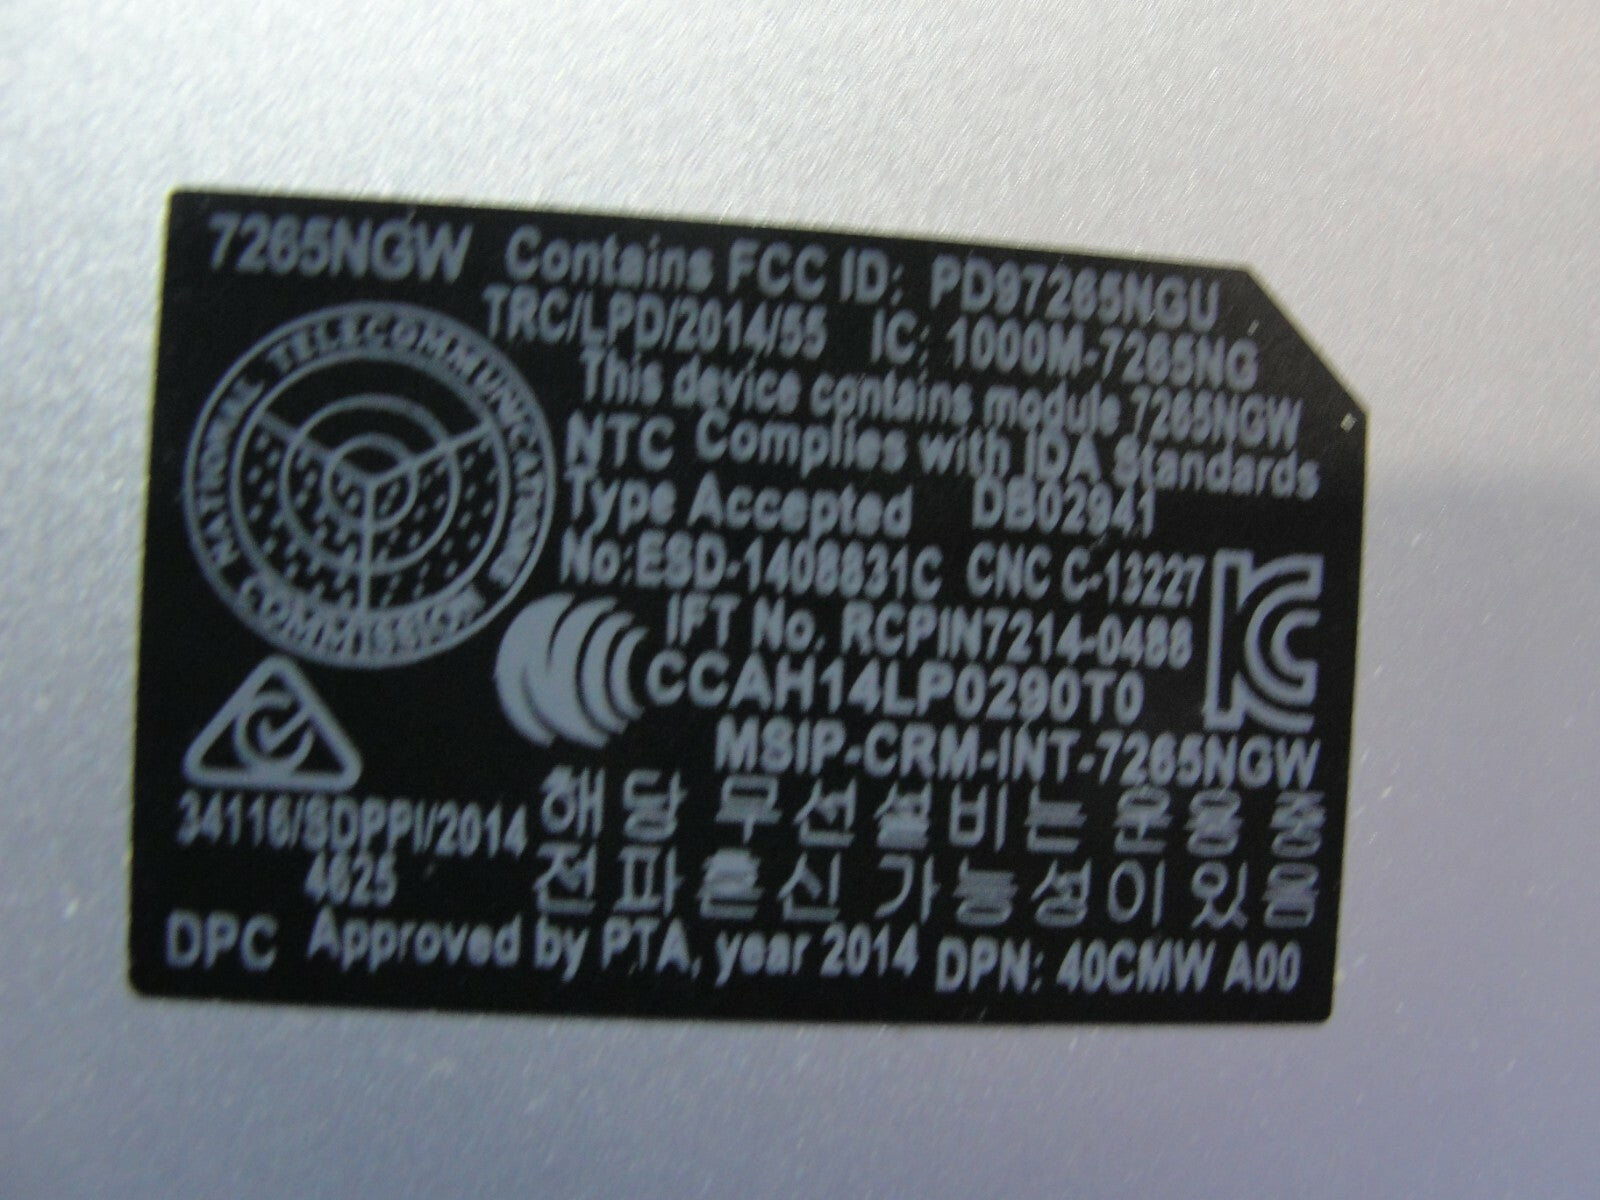 7265NGW Contains FCC ID: PD97265NGU
TRC/LPD/2014/55 IC: 1000M-7265NG
This device contains module 7265NGW
NATIONAL TELECOMMUNICATIONS COMMISSION
NTC Complies with IDA Standards
Type Accepted DB02941
No:ESD-1408831C CNC C-13227
IFT No. RCPIN7214-0488
CCAH14LP0290T0
MSIP-CRM-INT-7265NGW
34116/SDPPI/2014
4625
해당 무선설비는 운용중
전파혼신 가능성이 있음
DPC Approved by PTA, year 2014 DPN: 40CMW A00